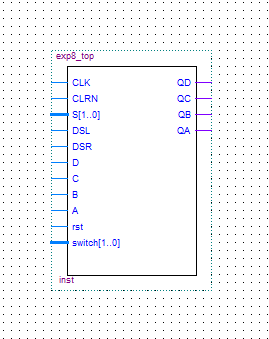 exp8_top
CLK QD
CLRN QC
S[1..0] QB
DSL QA
DSR
D
C
B
A
rst
switch[1..0]
inst